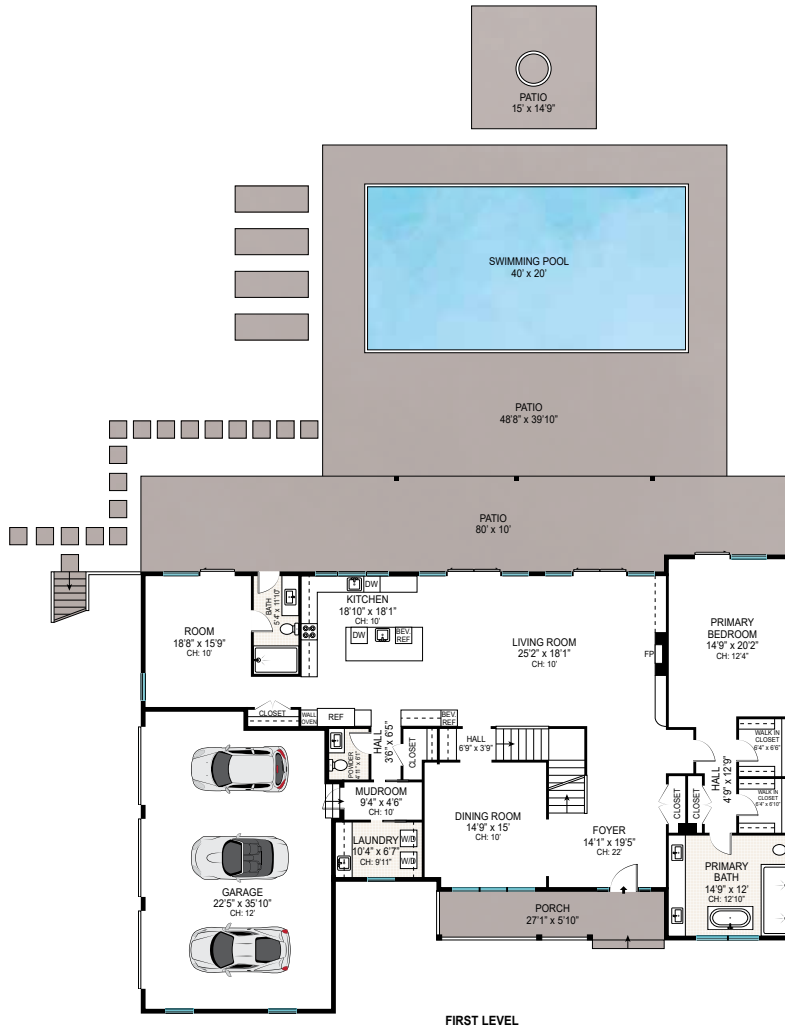 PATIO
15' x 14'9"
SWIMMING POOL
40' x 20'
PATIO
48'8" x 39'10"
PATIO
80' x 10'
ROOM
18'8" x 15'9"
CH: 10'
BATH
5'4" x 11'10"
DW
KITCHEN
18'10" x 18'1"
CH: 10'
DW
BEV.
REF
LIVING ROOM
25'2" x 18'1"
CH: 10'
FP
PRIMARY
BEDROOM
14'9" x 20'2"
CH: 12'4"
CLOSET
WALL
OVEN
REF
BEV.
REF
POWDER
4'11" x 6'1"
HALL
3'6" x 6'5"
CLOSET
HALL
6'9" x 3'9"
HALL
4'9" x 12'9"
WALK IN
CLOSET
6'4" x 6'6"
WALK IN
CLOSET
6'4" x 6'10"
CLOSET
CLOSET
MUDROOM
9'4" x 4'6"
CH: 10'
LAUNDRY
10'4" x 6'7"
CH: 9'11"
W/D
W/D
DINING ROOM
14'9" x 15'
CH: 10'
FOYER
14'1" x 19'5"
CH: 22'
PRIMARY
BATH
14'9" x 12'
CH: 12'10"
GARAGE
22'5" x 35'10"
CH: 12'
PORCH
27'1" x 5'10"
FIRST LEVEL